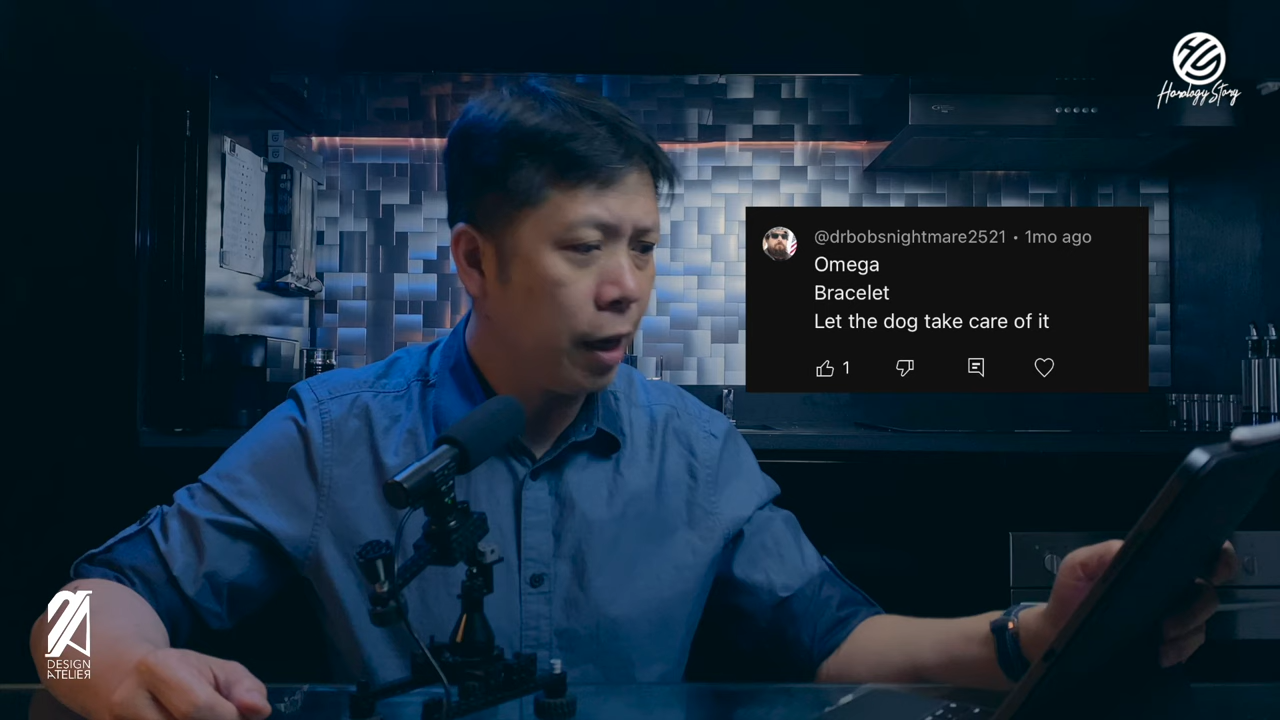 Horology Story
@drbobsnightmare2521 • 1mo ago
Omega
Bracelet
Let the dog take care of it
1
DESIGN
ATELIER